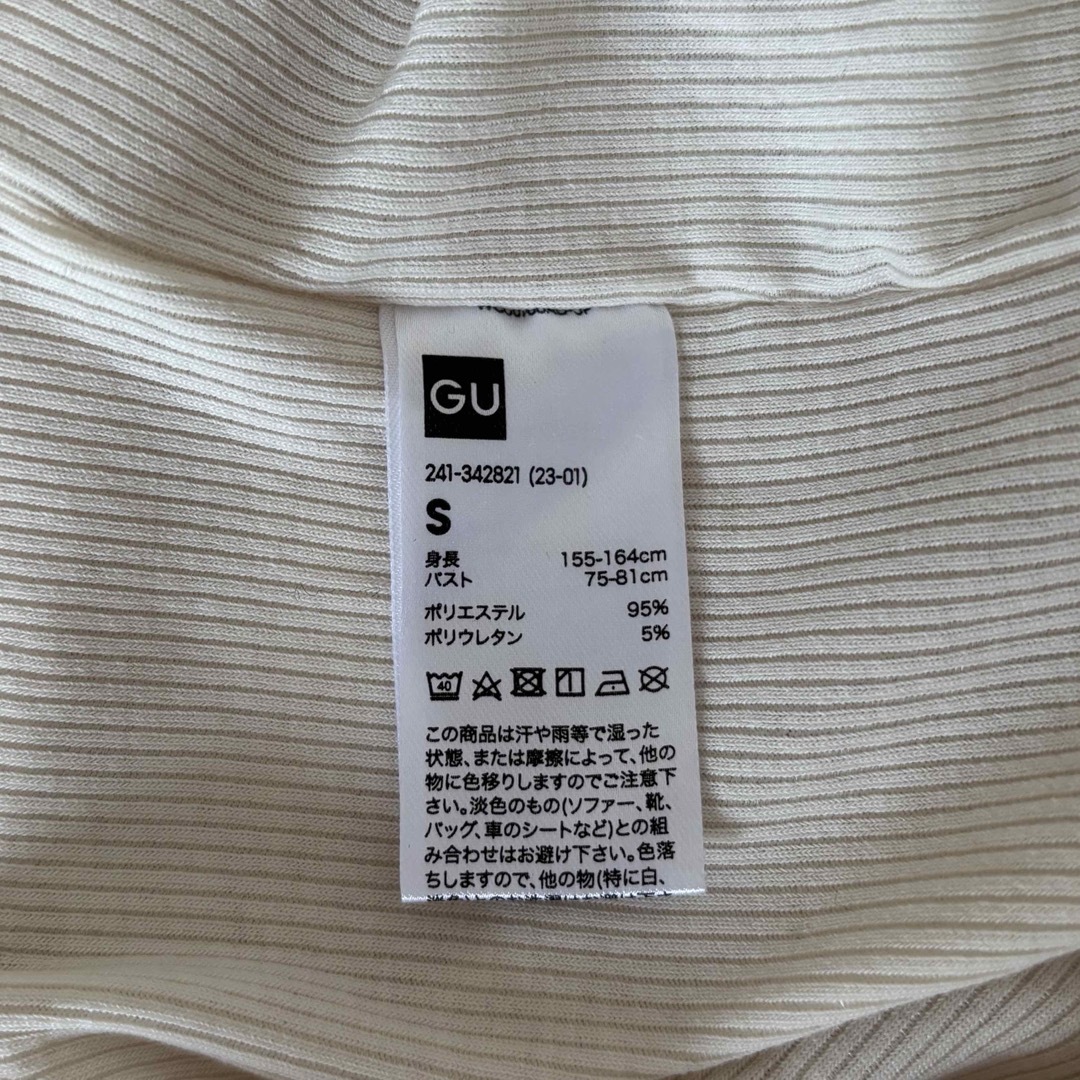 GU
241-342821 (23-01)
S
身長 155-164cm
バスト 75-81cm
ポリエステル 95%
ポリウレタン 5%
40
この商品は汗や雨等で湿った
状態、または摩擦によって、他の
物に色移りしますのでご注意下
さい。淡色のもの(ソファー、靴、
バッグ、車のシートなど)との組
み合わせはお避け下さい。色落
ちしますので、他の物(特に白、